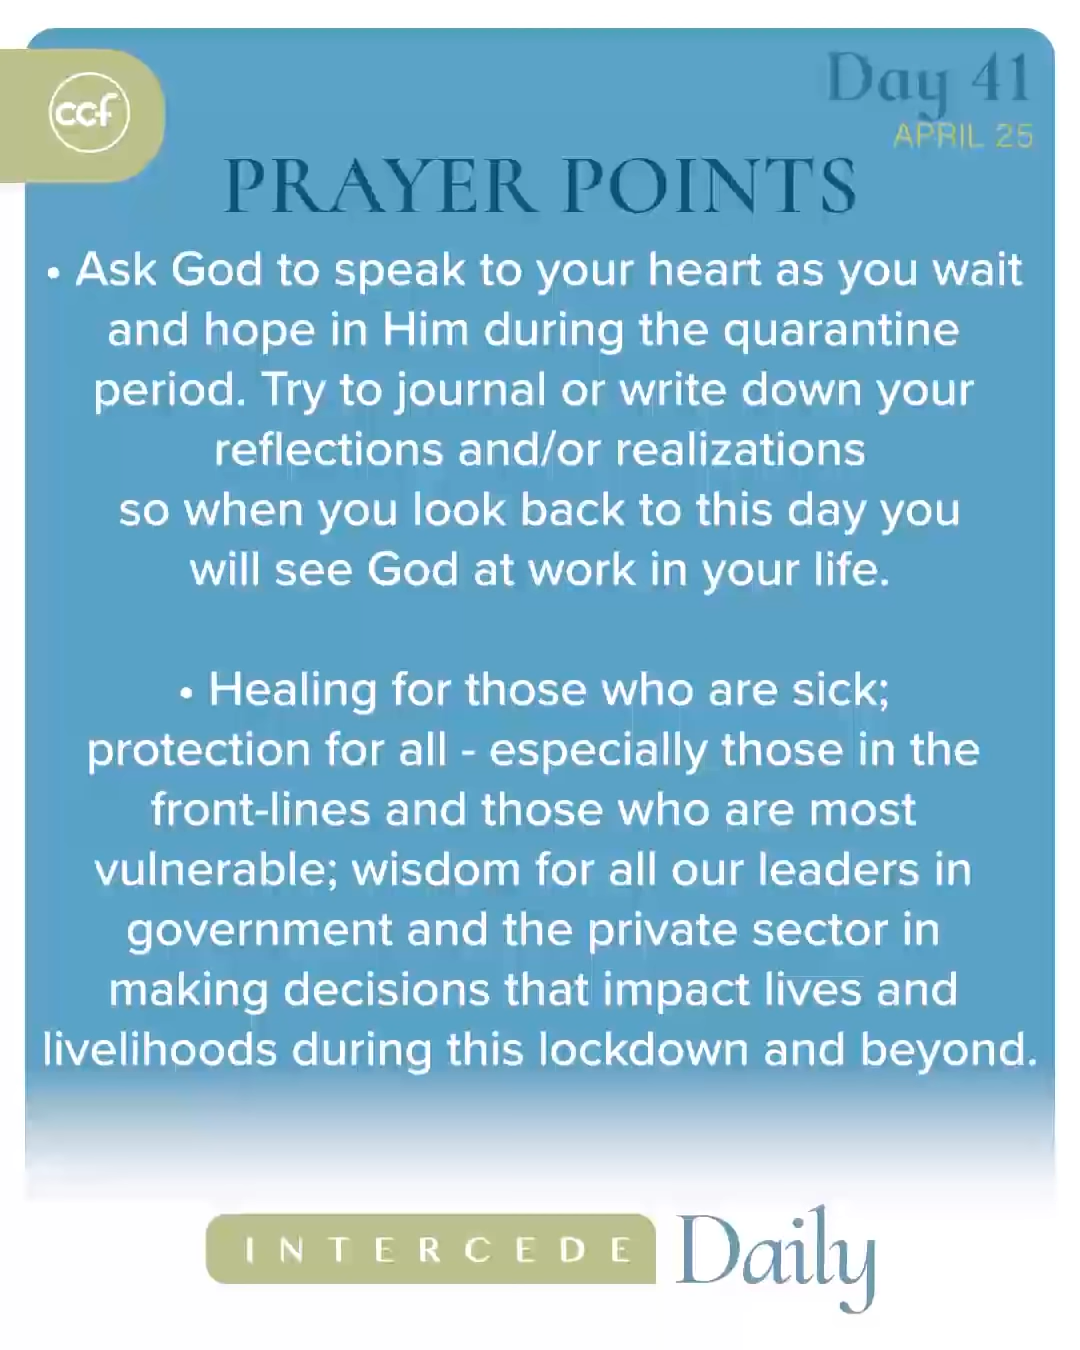 ccf
Day 41
APRIL 25
PRAYER POINTS
• Ask God to speak to your heart as you wait
and hope in Him during the quarantine
period. Try to journal or write down your
reflections and/or realizations
so when you look back to this day you
will see God at work in your life.
• Healing for those who are sick;
protection for all - especially those in the
front-lines and those who are most
vulnerable; wisdom for all our leaders in
government and the private sector in
making decisions that impact lives and
livelihoods during this lockdown and beyond.
INTERCEDE Daily